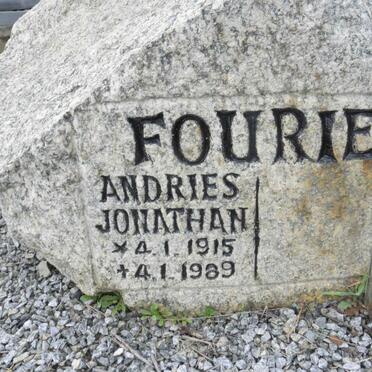 FOURIE
ANDRIES
JONATHAN
* 4.1.1915
+ 4.1.1989